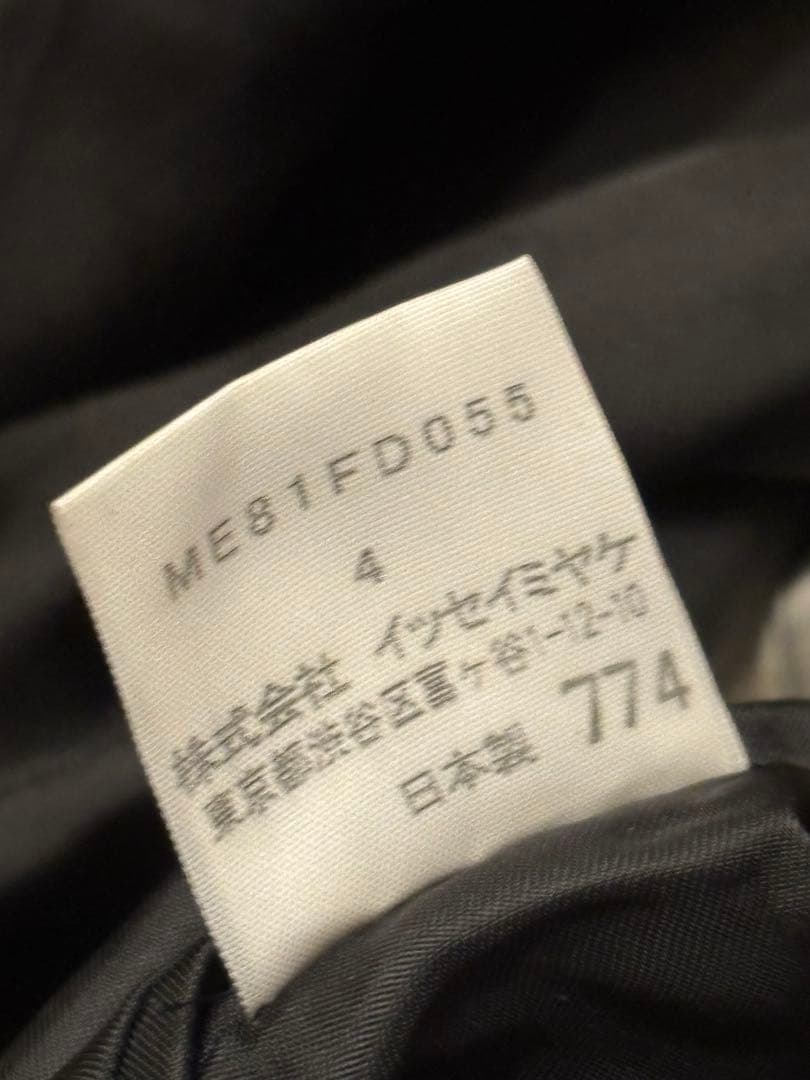 ME81FD055
4
株式会社 イッセイミヤケ
東京都渋谷区富ヶ谷1-12-10
日本製 774